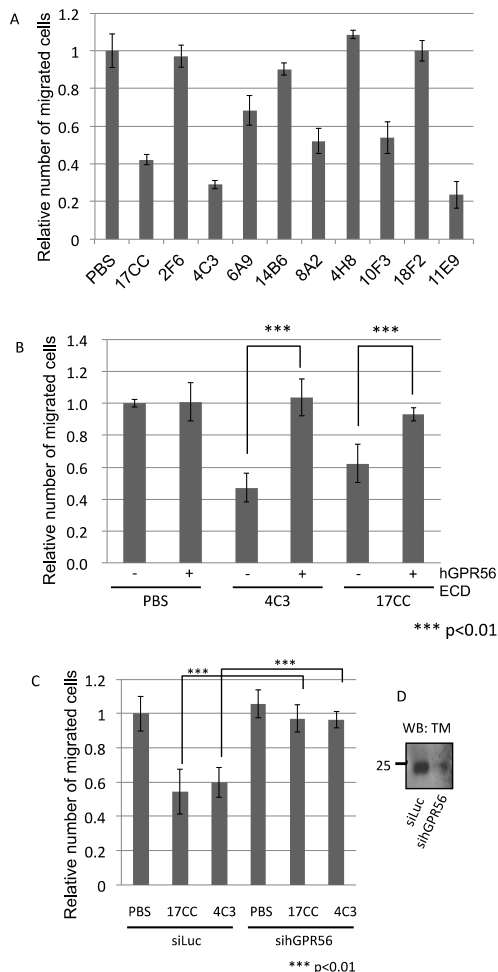 A
Relative number of migrated cells
1.2
1
0.8
0.6
0.4
0.2
0
PBS
17CC
2F6
4C3
6A9
14B6
8A2
4H8
10F3
18F2
11E9
B
Relative number of migrated cells
1.4
1.2
1.0
0.8
0.6
0.4
0.2
0.0
***
***
- + - + - + hGPR56
ECD
PBS 4C3 17CC
*** p<0.01
C
Relative number of migrated cells
1.2
1
0.8
0.6
0.4
0.2
0
***
***
PBS 17CC 4C3 PBS 17CC 4C3
siLuc sihGPR56
*** p<0.01
D
WB: TM
25
siLuc
sihGPR56